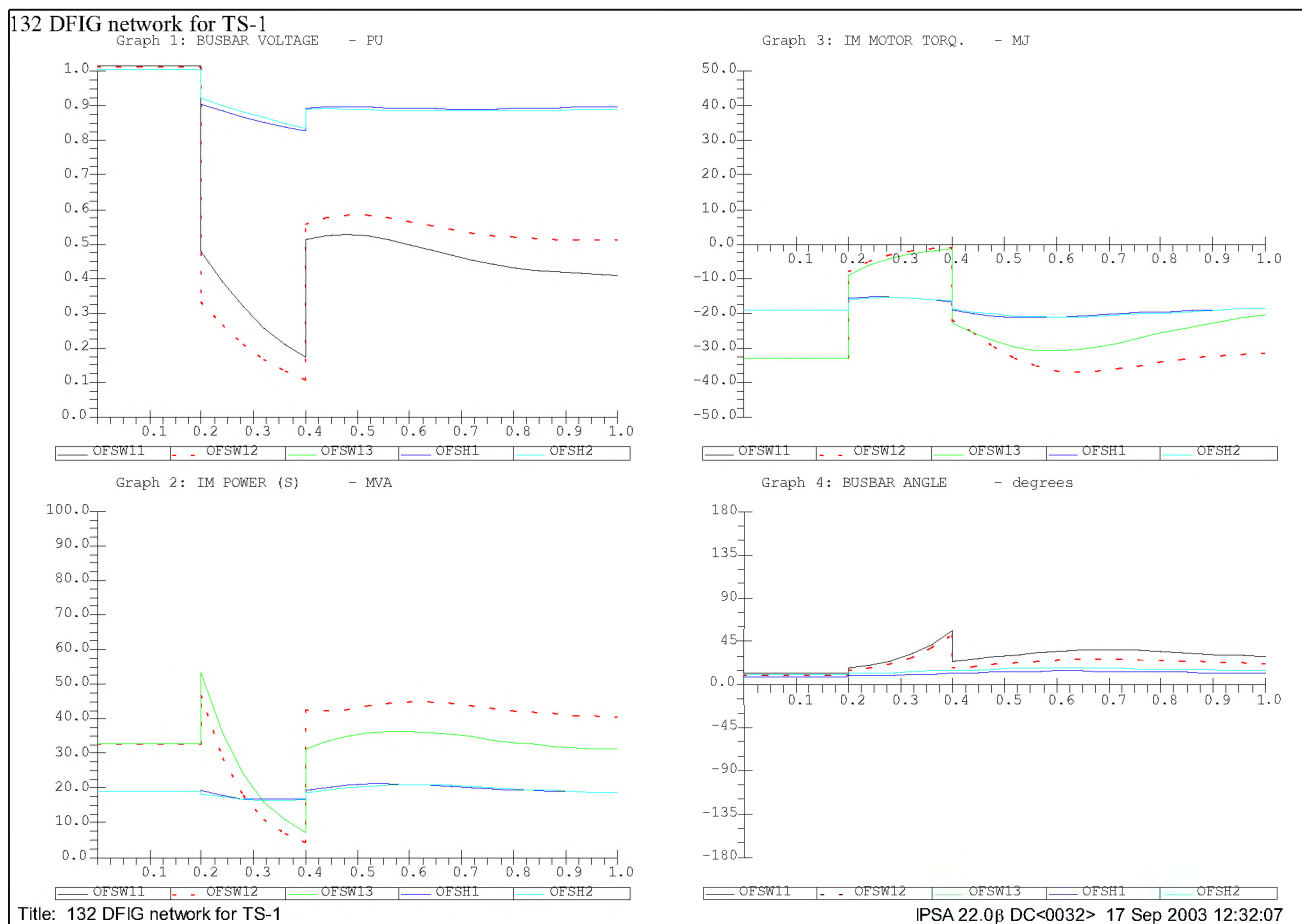 132 DFIG network for TS-1
Graph 1: BUSBAR VOLTAGE - PU
1.0
0.9
0.8
0.7
0.6
0.5
0.4
0.3
0.2
0.1
0.0
0.1 0.2 0.3 0.4 0.5 0.6 0.7 0.8 0.9 1.0
OFSW11 OFSW12 OFSW13 OFSH1 OFSH2
Graph 3: IM MOTOR TORQ. - MJ
50.0
40.0
30.0
20.0
10.0
0.0
-10.0
-20.0
-30.0
-40.0
-50.0
0.1 0.2 0.3 0.4 0.5 0.6 0.7 0.8 0.9 1.0
OFSW11 OFSW12 OFSW13 OFSH1 OFSH2
Graph 2: IM POWER (S) - MVA
100.0
90.0
80.0
70.0
60.0
50.0
40.0
30.0
20.0
10.0
0.0
0.1 0.2 0.3 0.4 0.5 0.6 0.7 0.8 0.9 1.0
OFSW11 OFSW12 OFSW13 OFSH1 OFSH2
Graph 4: BUSBAR ANGLE - degrees
180
135
90
45
0.0
-45
-90
-135
-180
0.1 0.2 0.3 0.4 0.5 0.6 0.7 0.8 0.9 1.0
OFSW11 OFSW12 OFSW13 OFSH1 OFSH2
Title: 132 DFIG network for TS-1
IPSA 22.0β DC<0032> 17 Sep 2003 12:32:07